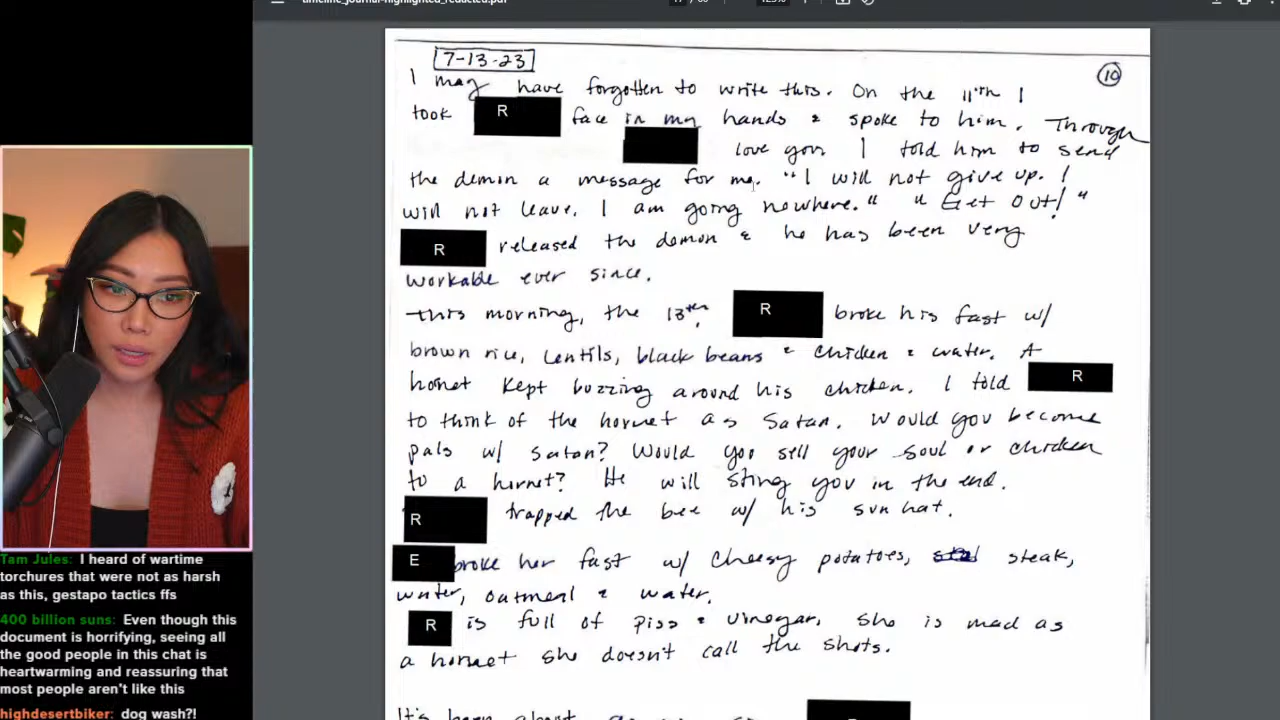 timeline_journal-highlighted_redacted.pdf
7-13-23
10
I may have forgotten to write this. On the 11th I
took R face in my hands & spoke to him. Through
love you. I told him to send
the demon a message for me. "I will not give up. I
will not leave. I am going nowhere." " Get Out! "
R released the demon & he has been very
workable ever since.
This morning, the 13th, R broke his fast w/
brown rice, lentils, black beans & chicken & water. A
hornet kept buzzing around his chicken. I told R
to think of the hornet as Satan. Would you become
pals w/ Satan? Would you sell your soul or chicken
to a hornet? He will sting you in the end.
R trapped the bee w/ his sun hat.
E broke her fast w/ cheesy potatoes, steak,
water, oatmeal & water.
R is full of piss & vinegar. She is mad as
a hornet she doesn't call the shots.
It's been about
Tam Jules: I heard of wartime
torchures that were not as harsh
as this, gestapo tactics ffs
400 billion suns: Even though this
document is horrifying, seeing all
the good people in this chat is
heartwarming and reassuring that
most people aren't like this
highdesertbiker: dog wash?!